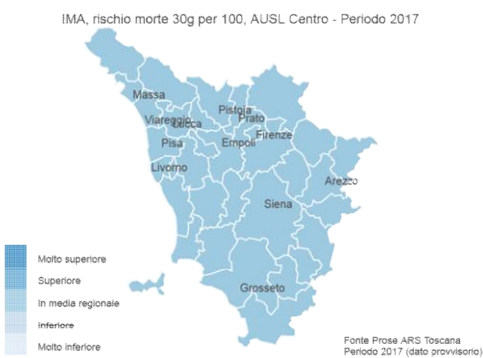 IMA, rischio morte 30g per 100, AUSL Centro - Periodo 2017
Massa
Pistoia
Viareggio
Lucca
Prato
Firenze
Pisa
Empoli
Livorno
Arezzo
Siena
Grosseto
Molto superiore
Superiore
In media regionale
Inferiore
Molto inferiore
Fonte Prose ARS Toscana
Periodo 2017 (dato provvisorio)